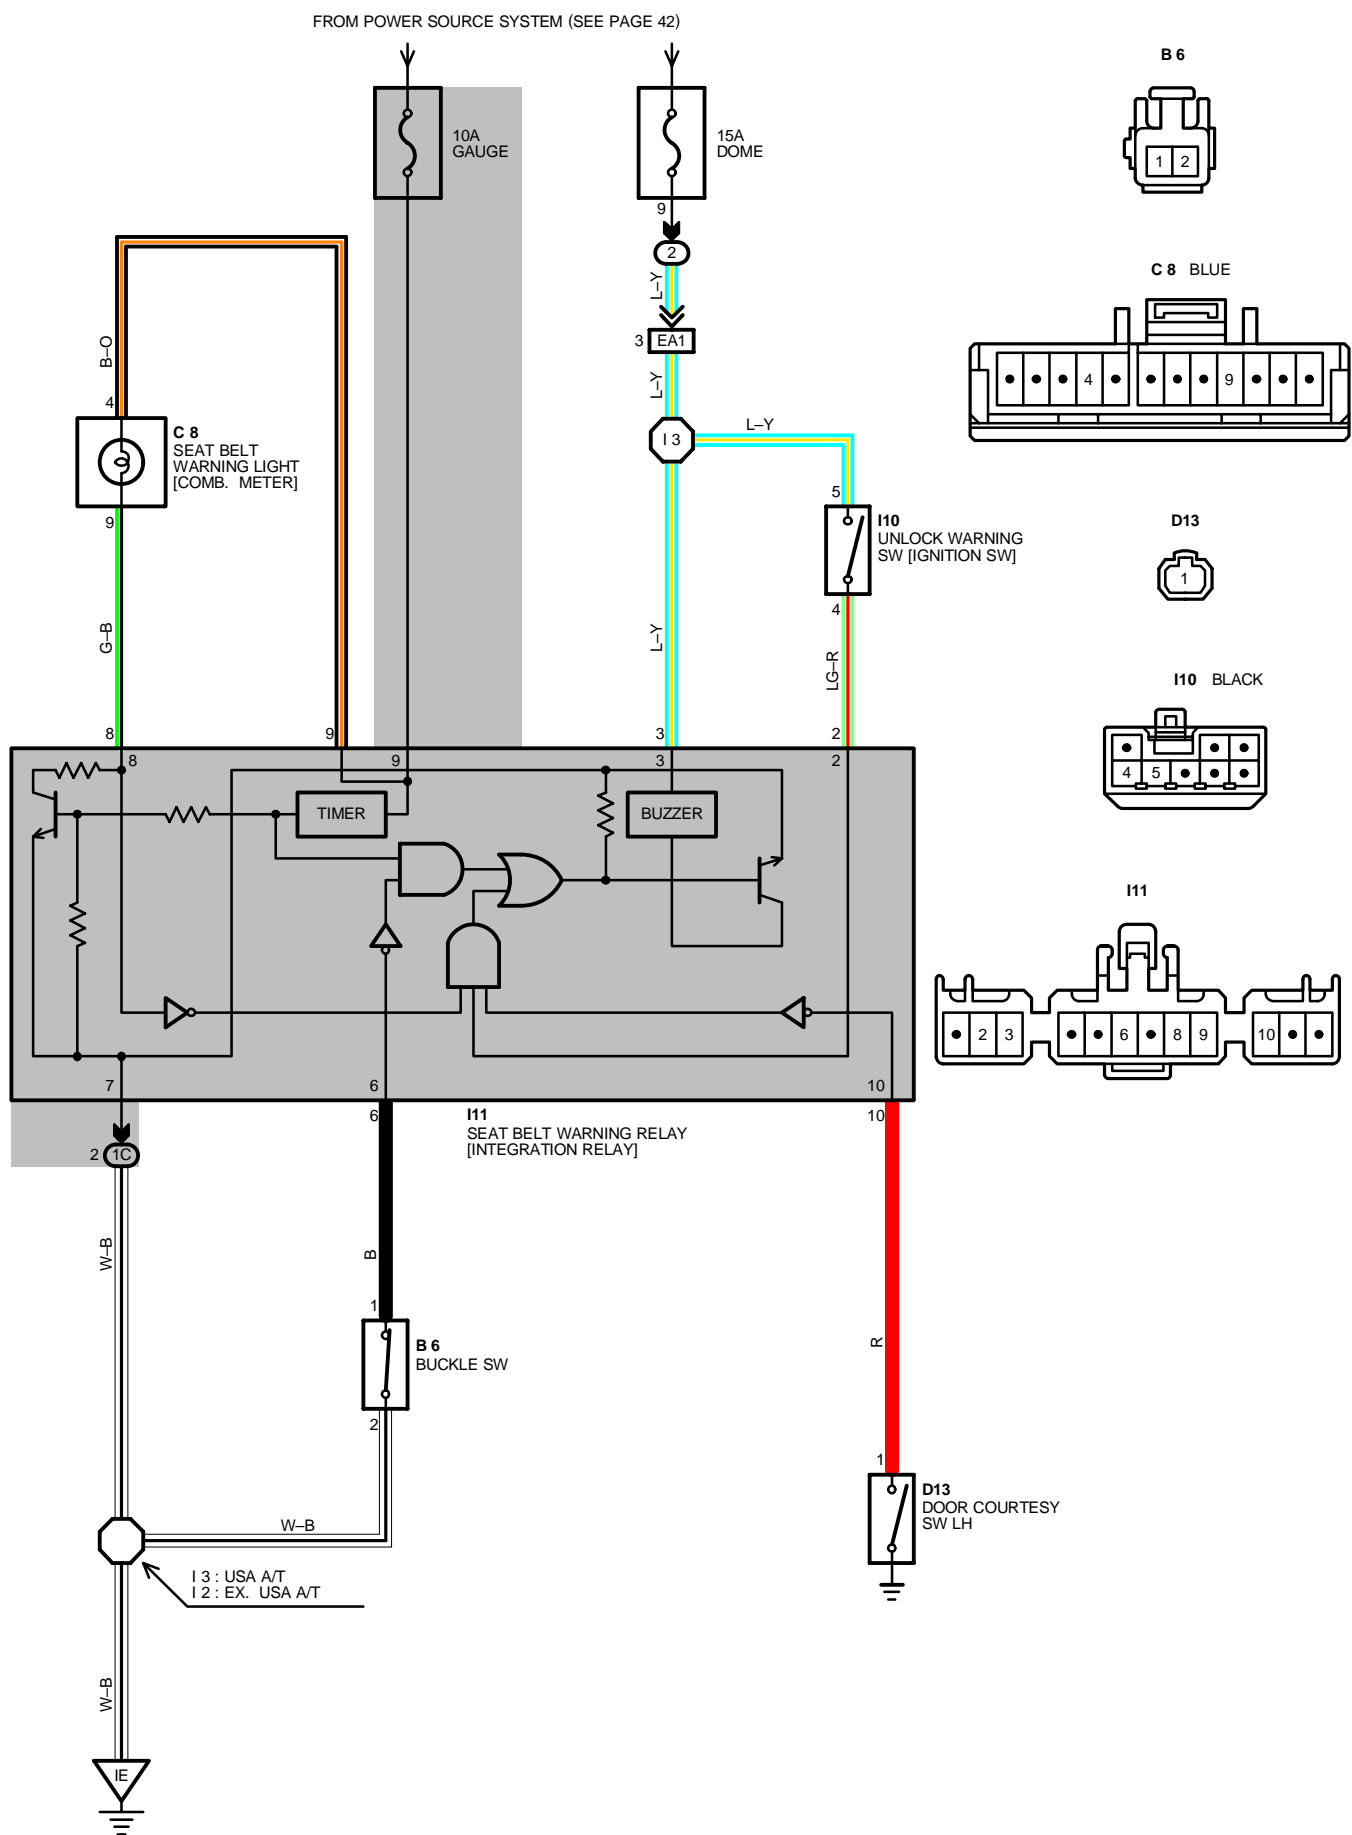 FROM POWER SOURCE SYSTEM (SEE PAGE 42)
10A
GAUGE
15A
DOME
9
2
L–Y
3
EA1
L–Y
I 3
L–Y
B–O
4
C 8
SEAT BELT
WARNING LIGHT
[COMB. METER]
9
5
I10
UNLOCK WARNING
SW [IGNITION SW]
4
G–B
L–Y
LG–R
8
9
3
2
8
9
3
2
TIMER
BUZZER
7
6
10
6
10
I11
SEAT BELT WARNING RELAY
[INTEGRATION RELAY]
2
1C
W–B
B
R
1
B 6
BUCKLE SW
2
1
D13
DOOR COURTESY
SW LH
W–B
I 3 : USA A/T
I 2 : EX. USA A/T
W–B
IE
B 6
1 2
C 8 BLUE
4 9
D13
1
I10 BLACK
4 5
I11
2 3 6 8 9 10